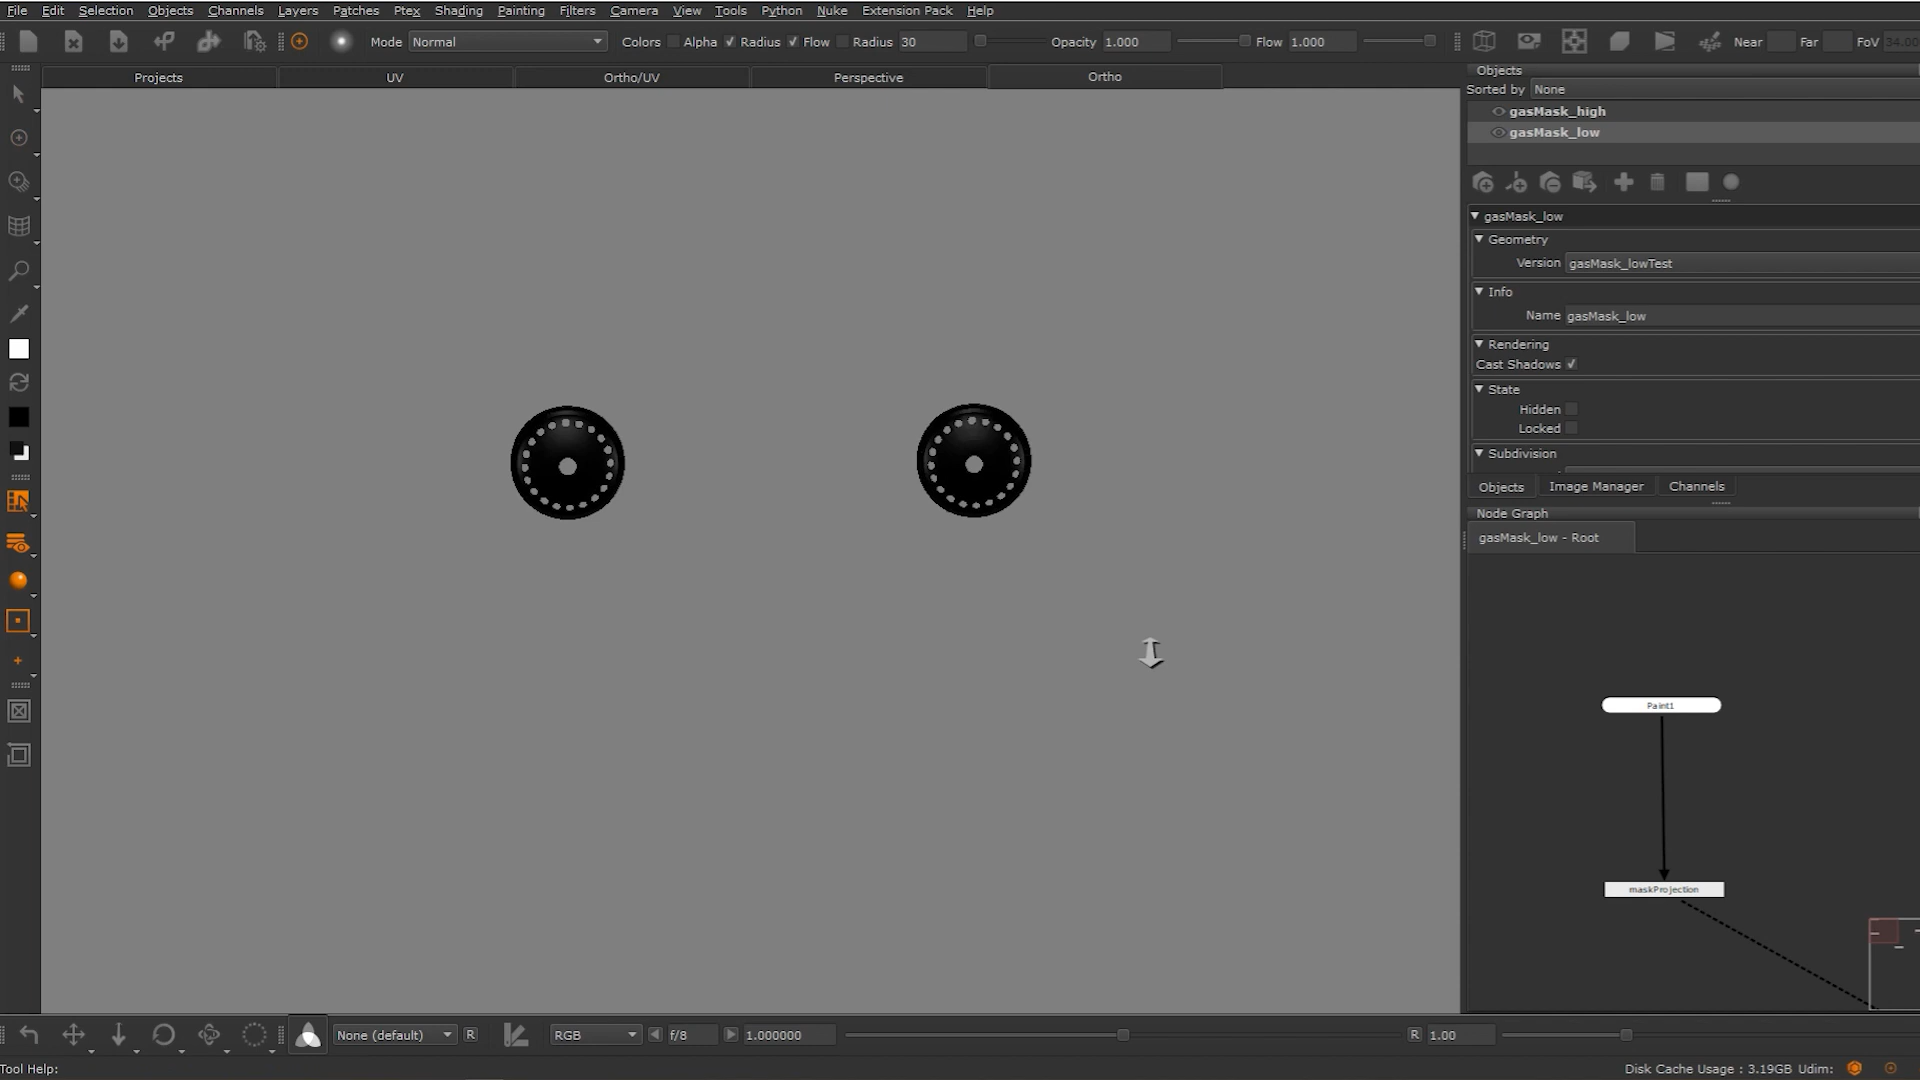 File Edit Selection Objects Channels Layers Patches Ptex Shading Painting Filters Camera View Tools Python Nuke Extension Pack Help
Mode Normal Colors Alpha Radius Flow Radius 30 Opacity 1.000 Flow 1.000 Near Far FoV 34.00
Projects UV Ortho/UV Perspective Ortho
Objects
Sorted by None
gasMask_high
gasMask_low
gasMask_low
Geometry
Version gasMask_lowTest
Info
Name gasMask_low
Rendering
Cast Shadows
State
Hidden
Locked
Subdivision
Objects Image Manager Channels
Node Graph
gasMask_low - Root
Paint1
maskProjection
None (default) R RGB f/8 1.000000 R 1.00
Tool Help: Disk Cache Usage : 3.19GB Udim: